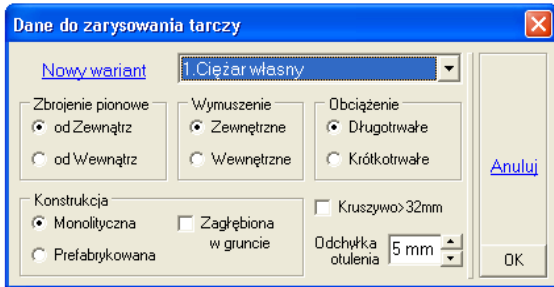 Dane do zarysowania tarczy
Nowy wariant
1.Ciężar własny
Zbrojenie pionowe
od Zewnątrz
od Wewnątrz
Wymuszenie
Zewnętrzne
Wewnętrzne
Obciążenie
Długotrwałe
Krótkotrwałe
Anuluj
Konstrukcja
Monolityczna
Prefabrykowana
Zagłębiona
w gruncie
Kruszywo>32mm
Odchyłka
otulenia
5 mm
OK